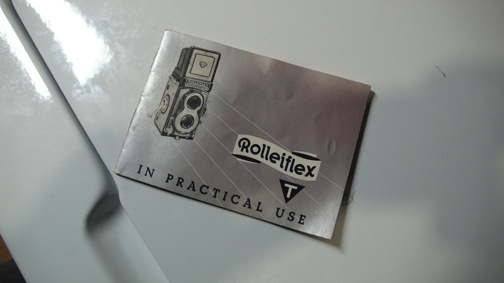 Rolleiflex
T
IN PRACTICAL USE